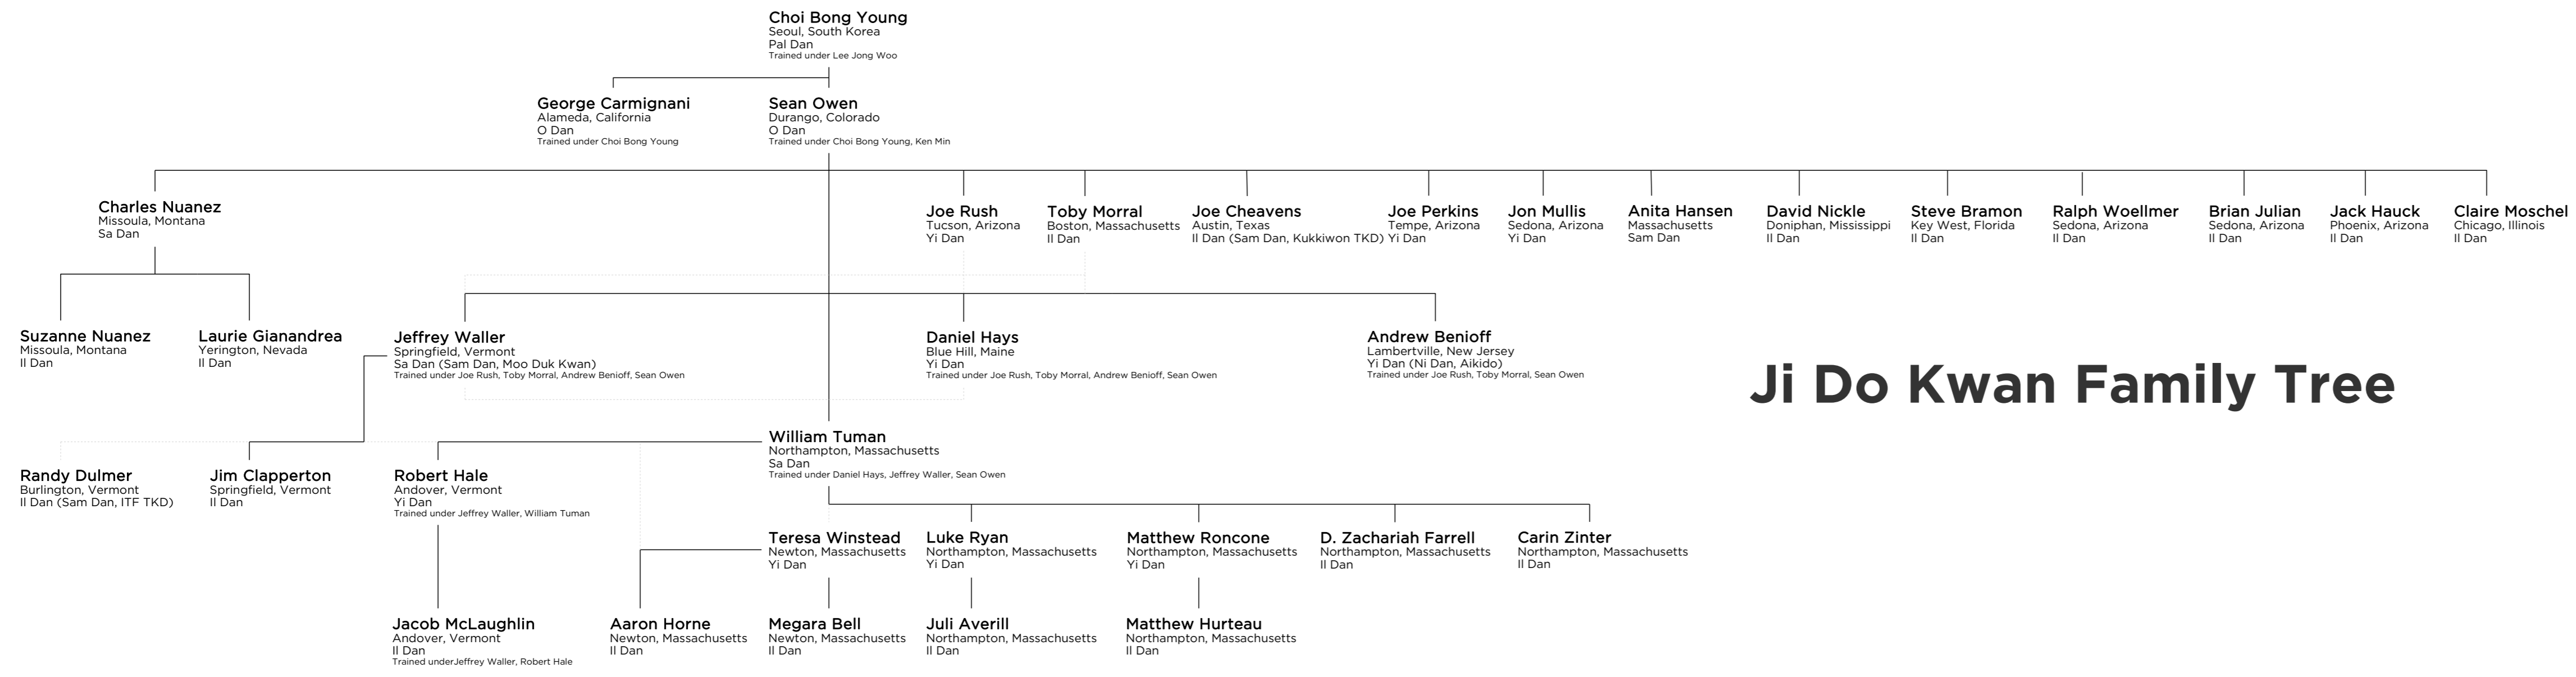 Choi Bong Young
Seoul, South Korea
Pal Dan
Trained under Lee Jong Woo
George Carmignani
Alameda, California
O Dan
Trained under Choi Bong Young
Sean Owen
Durango, Colorado
O Dan
Trained under Choi Bong Young, Ken Min
Charles Nuanez
Missoula, Montana
Sa Dan
Joe Rush
Tucson, Arizona
Yi Dan
Toby Morral
Boston, Massachusetts
Il Dan
Joe Cheavens
Austin, Texas
Il Dan (Sam Dan, Kukkiwon TKD)
Joe Perkins
Tempe, Arizona
Yi Dan
Jon Mullis
Sedona, Arizona
Yi Dan
Anita Hansen
Massachusetts
Sam Dan
David Nickle
Doniphan, Mississippi
Il Dan
Steve Bramon
Key West, Florida
Il Dan
Ralph Woellmer
Sedona, Arizona
Il Dan
Brian Julian
Sedona, Arizona
Il Dan
Jack Hauck
Phoenix, Arizona
Il Dan
Claire Moschel
Chicago, Illinois
Il Dan
Suzanne Nuanez
Missoula, Montana
Il Dan
Laurie Gianandrea
Yerington, Nevada
Il Dan
Jeffrey Waller
Springfield, Vermont
Sa Dan (Sam Dan, Moo Duk Kwan)
Trained under Joe Rush, Toby Morral, Andrew Benioff, Sean Owen
Daniel Hays
Blue Hill, Maine
Yi Dan
Trained under Joe Rush, Toby Morral, Andrew Benioff, Sean Owen
Andrew Benioff
Lambertville, New Jersey
Yi Dan (Ni Dan, Aikido)
Trained under Joe Rush, Toby Morral, Sean Owen
Ji Do Kwan Family Tree
William Tuman
Northampton, Massachusetts
Sa Dan
Trained under Daniel Hays, Jeffrey Waller, Sean Owen
Randy Dulmer
Burlington, Vermont
Il Dan (Sam Dan, ITF TKD)
Jim Clapperton
Springfield, Vermont
Il Dan
Robert Hale
Andover, Vermont
Yi Dan
Trained under Jeffrey Waller, William Tuman
Teresa Winstead
Newton, Massachusetts
Yi Dan
Luke Ryan
Northampton, Massachusetts
Yi Dan
Matthew Roncone
Northampton, Massachusetts
Yi Dan
D. Zachariah Farrell
Northampton, Massachusetts
Il Dan
Carin Zinter
Northampton, Massachusetts
Il Dan
Jacob McLaughlin
Andover, Vermont
Il Dan
Trained underJeffrey Waller, Robert Hale
Aaron Horne
Newton, Massachusetts
Il Dan
Megara Bell
Newton, Massachusetts
Il Dan
Juli Averill
Northampton, Massachusetts
Il Dan
Matthew Hurteau
Northampton, Massachusetts
Il Dan